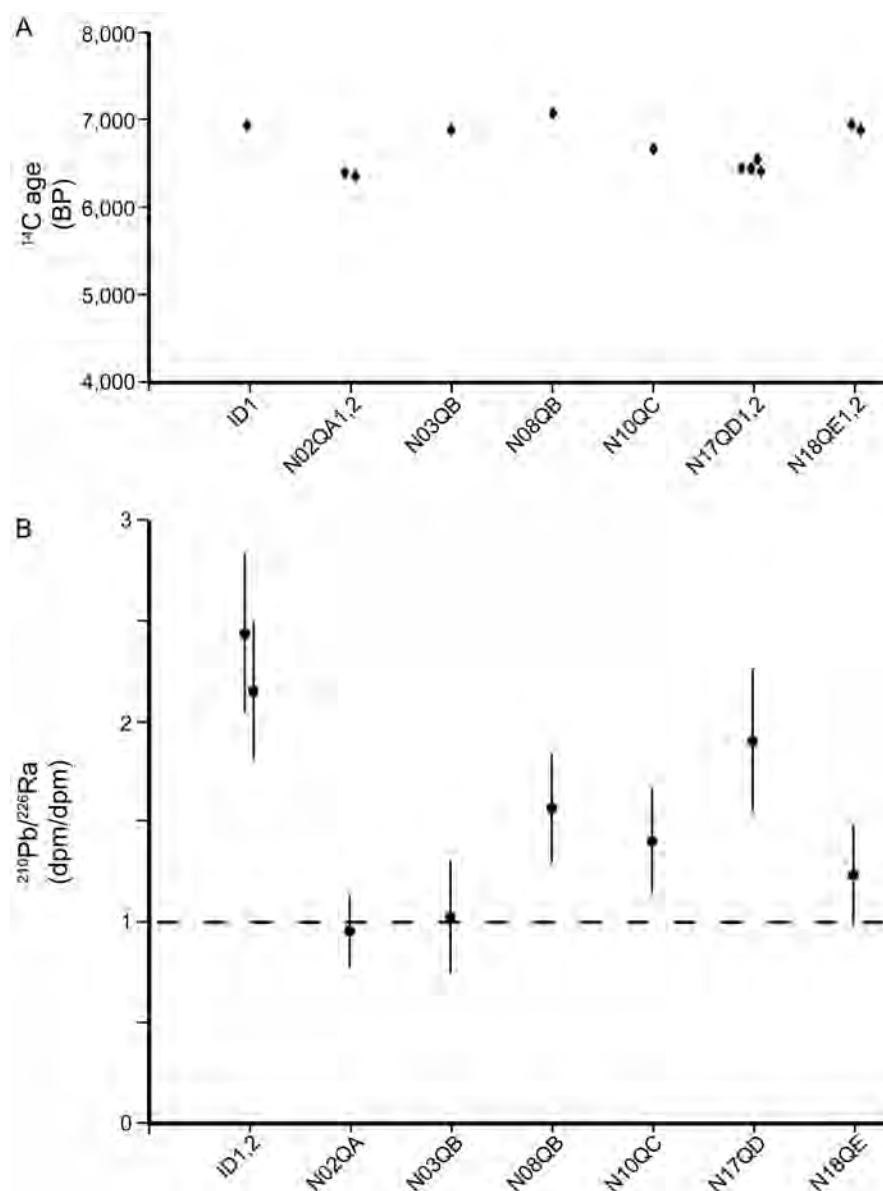 A
8,000
7,000
6,000
5,000
4,000
¹⁴C age
(BP)
ID1
N02QA1,2
N03QB
N08QB
N10QC
N17QD1,2
N18QE1,2
B
3
2
1
0
²¹⁰Pb/²²⁶Ra
(dpm/dpm)
ID1,2
N02QA
N03QB
N08QB
N10QC
N17QD
N18QE